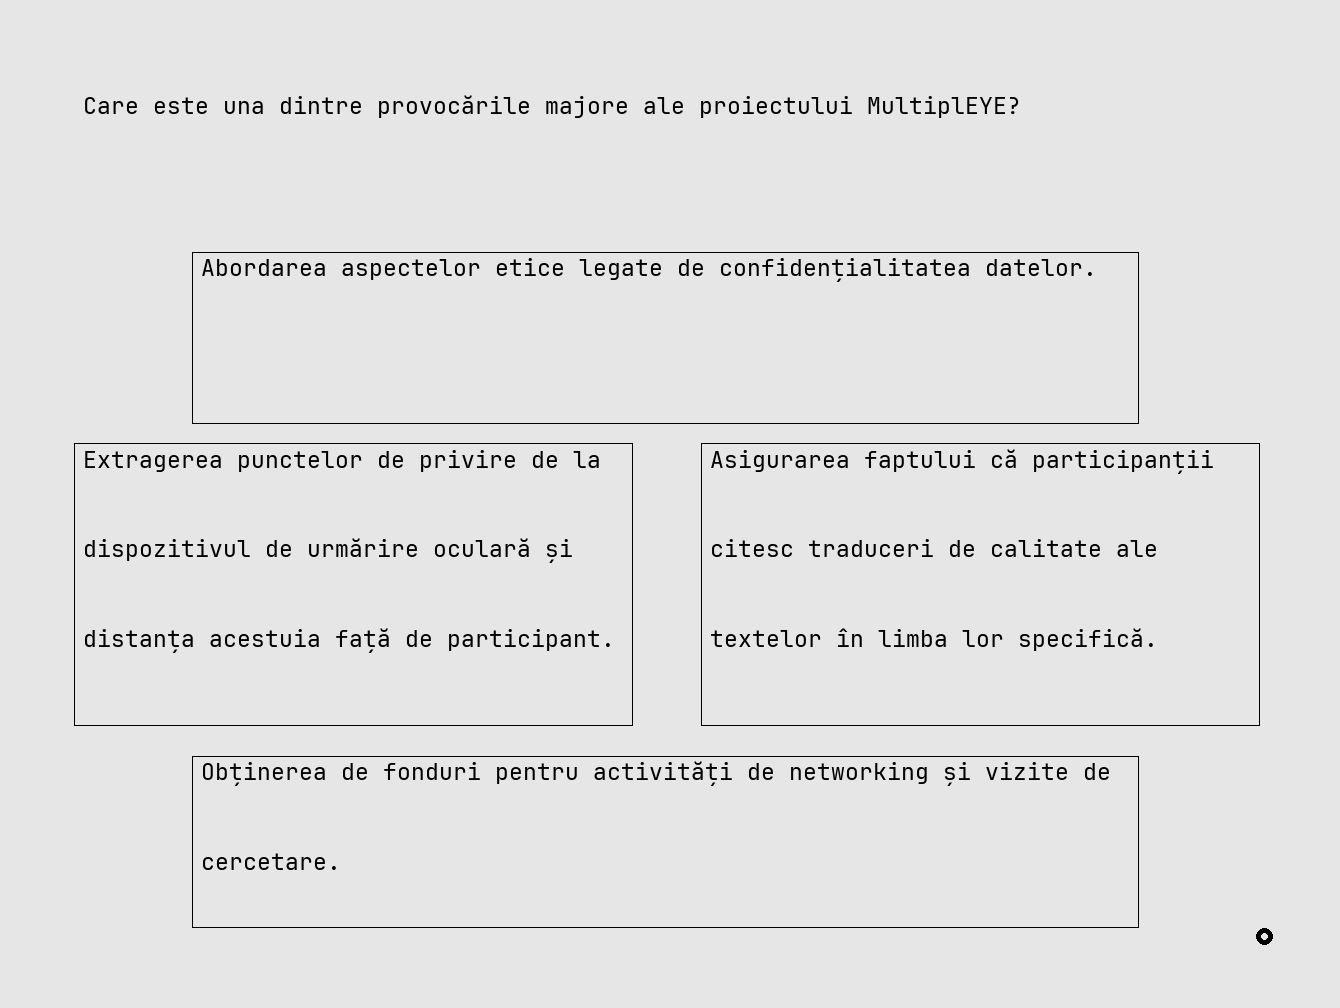 Care este una dintre provocările majore ale proiectului MultiplEYE?
Abordarea aspectelor etice legate de confidențialitatea datelor.
Extragerea punctelor de privire de la
dispozitivul de urmărire oculară și
distanța acestuia față de participant.
Asigurarea faptului că participanții
citesc traduceri de calitate ale
textelor în limba lor specifică.
Obținerea de fonduri pentru activități de networking și vizite de
cercetare.